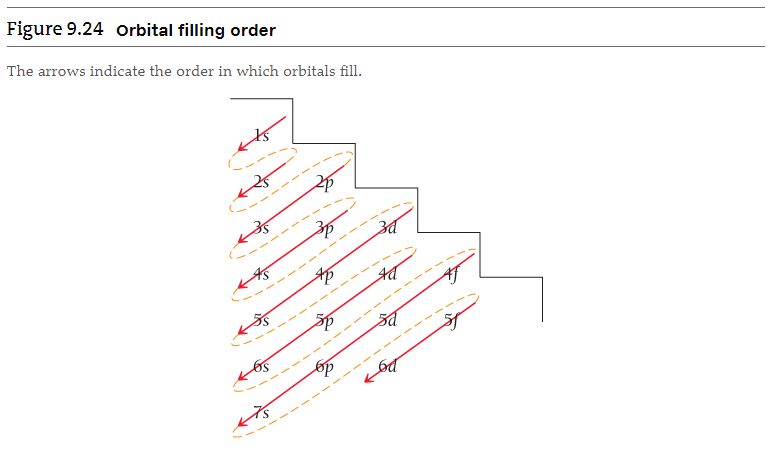 Figure 9.24 Orbital filling order
The arrows indicate the order in which orbitals fill.
1s
2s 2p
3s 3p 3d
4s 4p 4d 4f
5s 5p 5d 5f
6s 6p 6d
7s